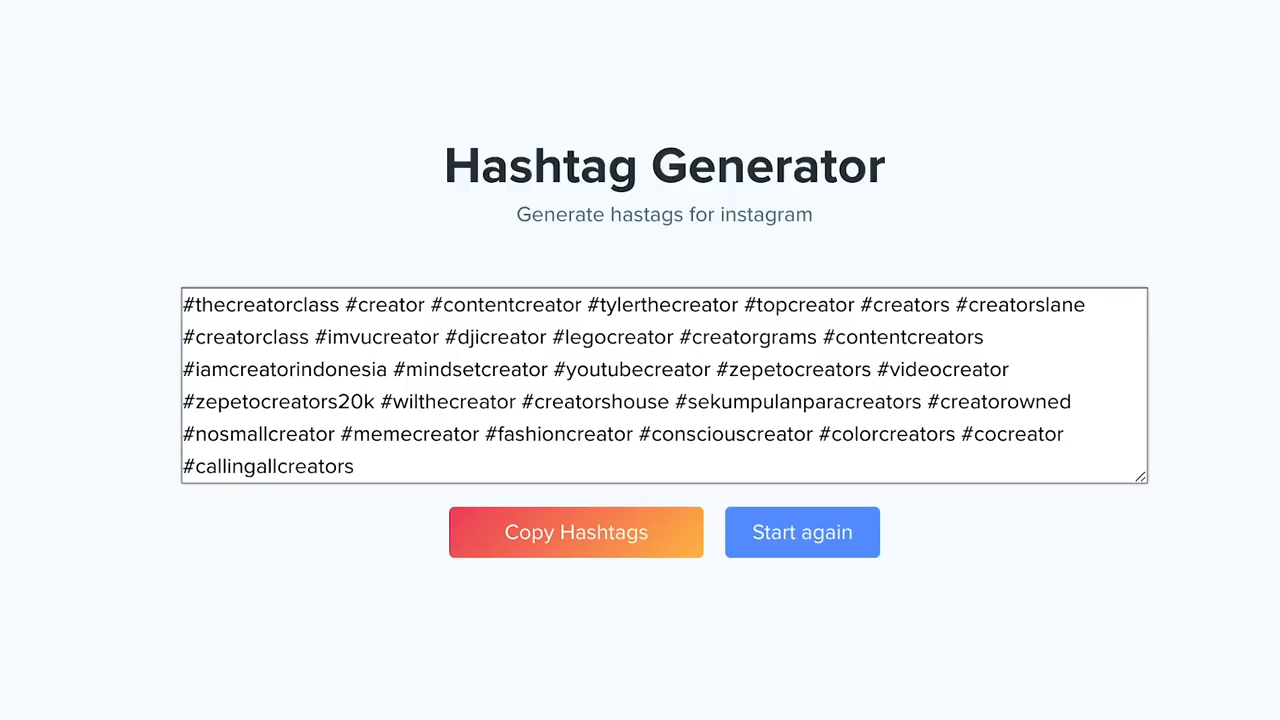 Hashtag Generator
Generate hastags for instagram
#thecreatorclass #creator #contentcreator #tylerthecreator #topcreator #creators #creatorslane
#creatorclass #imvucreator #djicreator #legocreator #creatorgrams #contentcreators
#iamcreatorindonesia #mindsetcreator #youtubecreator #zepetocreators #videocreator
#zepetocreators20k #wilthecreator #creatorshouse #sekumpulanparacreators #creatorowned
#nosmallcreator #memecreator #fashioncreator #consciouscreator #colorcreators #cocreator
#callingallcreators
Copy Hashtags
Start again